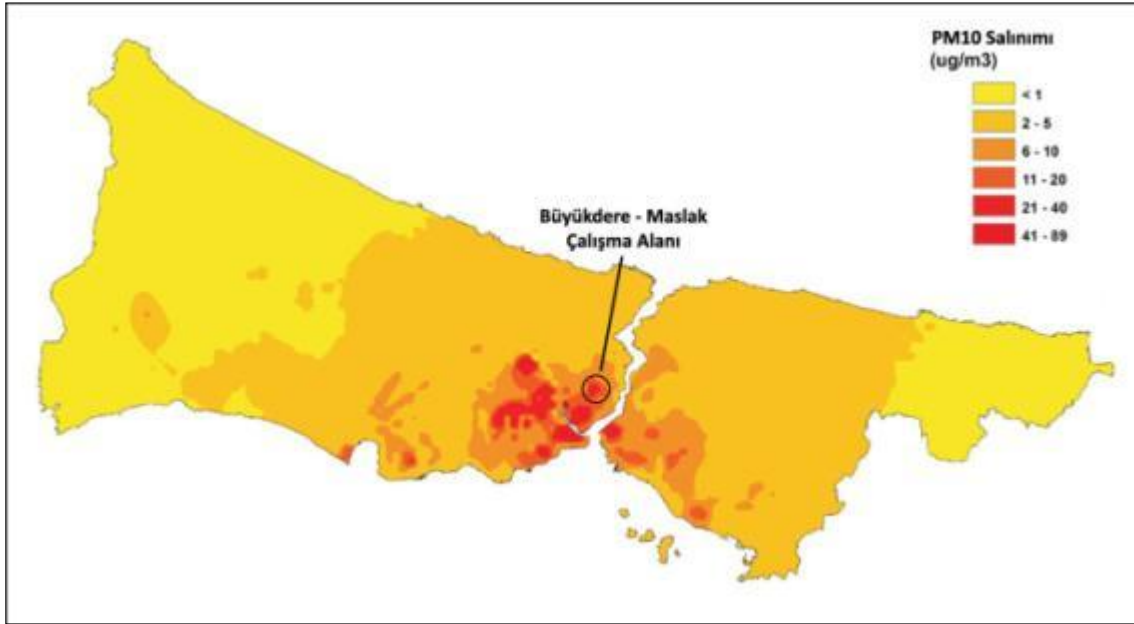 PM10 Salınımı
(ug/m3)
< 1
2 - 5
6 - 10
11 - 20
21 - 40
41 - 89
Büyükdere - Maslak
Çalışma Alanı